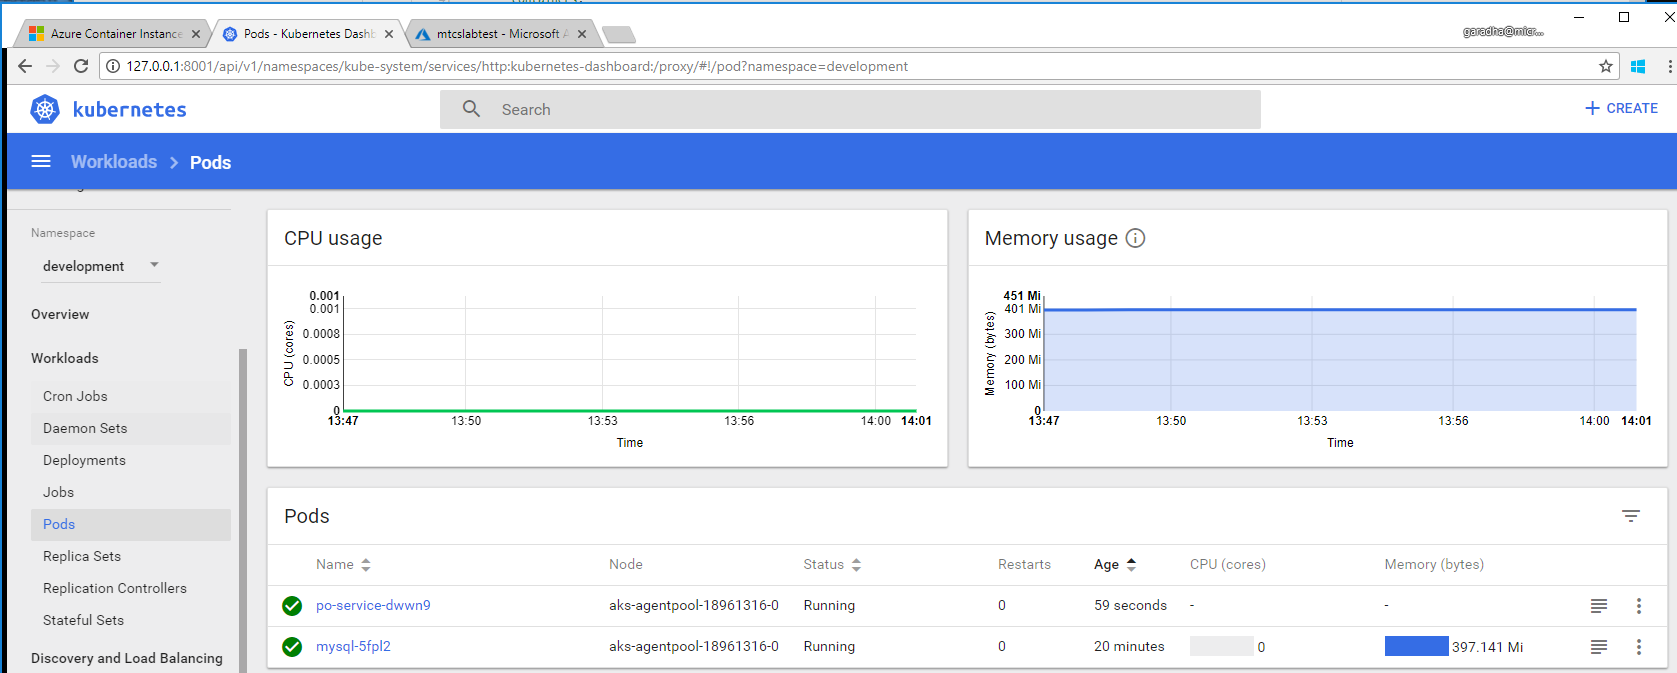 garadha@micr...
Azure Container Instance
Pods - Kubernetes Dashb
mtcslabtest - Microsoft A
127.0.0.1:8001/api/v1/namespaces/kube-system/services/http:kubernetes-dashboard:/proxy/#!/pod?namespace=development
kubernetes
Search
+ CREATE
Workloads > Pods
Namespace
development
Overview
Workloads
Cron Jobs
Daemon Sets
Deployments
Jobs
Pods
Replica Sets
Replication Controllers
Stateful Sets
Discovery and Load Balancing
CPU usage
CPU (cores)
0.001
0.001
0.0008
0.0005
0.0003
0
13:47 13:50 13:53 13:56 14:00 14:01
Time
Memory usage
Memory (bytes)
451 Mi
401 Mi
300 Mi
200 Mi
100 Mi
0
13:47 13:50 13:53 13:56 14:00 14:01
Time
Pods
Name Node Status Restarts Age CPU (cores) Memory (bytes)
po-service-dwwn9 aks-agentpool-18961316-0 Running 0 59 seconds - -
mysql-5fpl2 aks-agentpool-18961316-0 Running 0 20 minutes 0 397.141 Mi